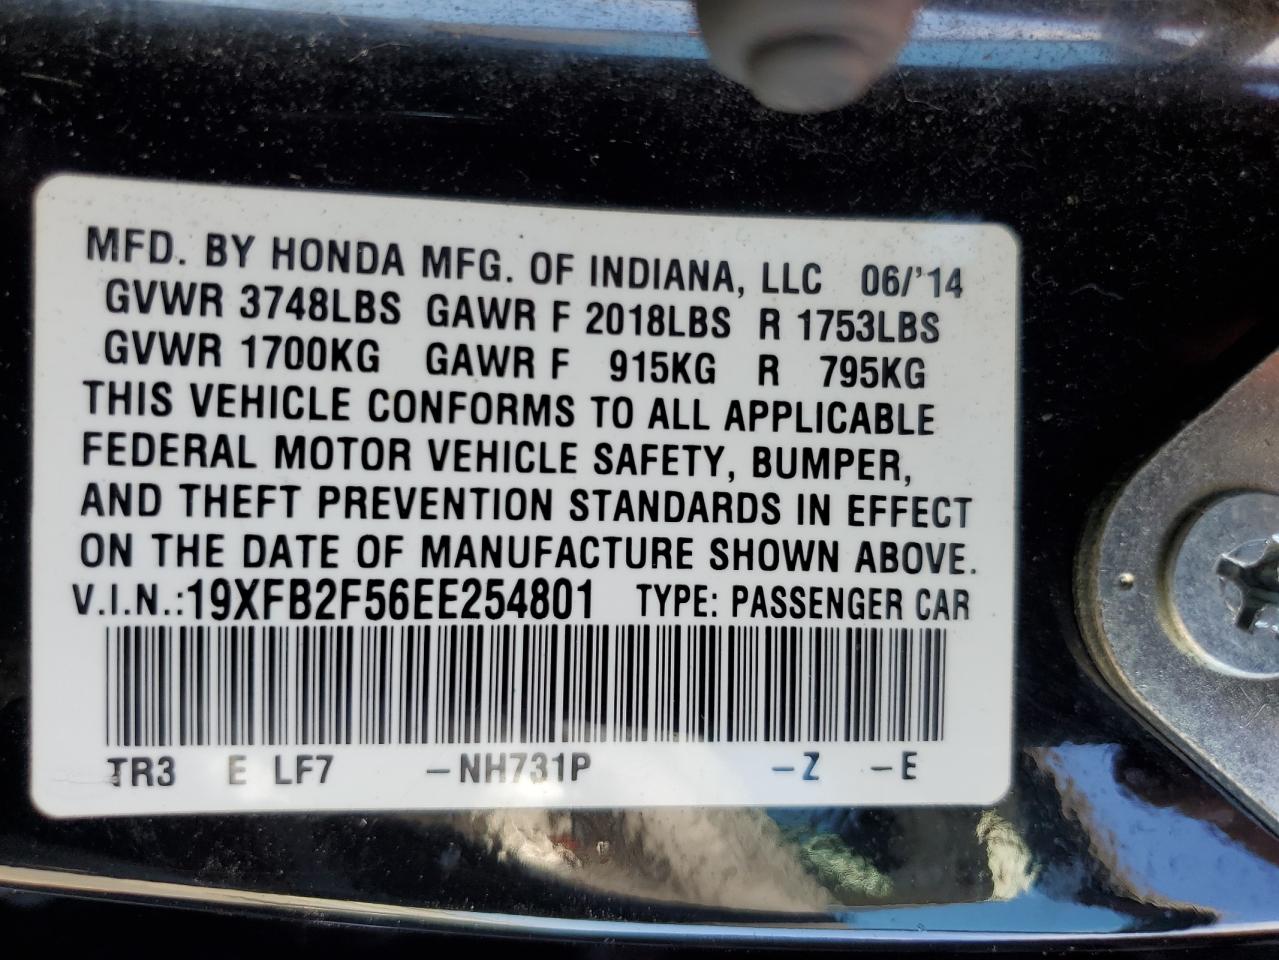 MFD. BY HONDA MFG. OF INDIANA, LLC 06/'14
GVWR 3748LBS GAWR F 2018LBS R 1753LBS
GVWR 1700KG GAWR F 915KG R 795KG
THIS VEHICLE CONFORMS TO ALL APPLICABLE
FEDERAL MOTOR VEHICLE SAFETY, BUMPER,
AND THEFT PREVENTION STANDARDS IN EFFECT
ON THE DATE OF MANUFACTURE SHOWN ABOVE.
V.I.N.:19XFB2F56EE254801 TYPE: PASSENGER CAR
TR3 E LF7 -NH731P -Z -E